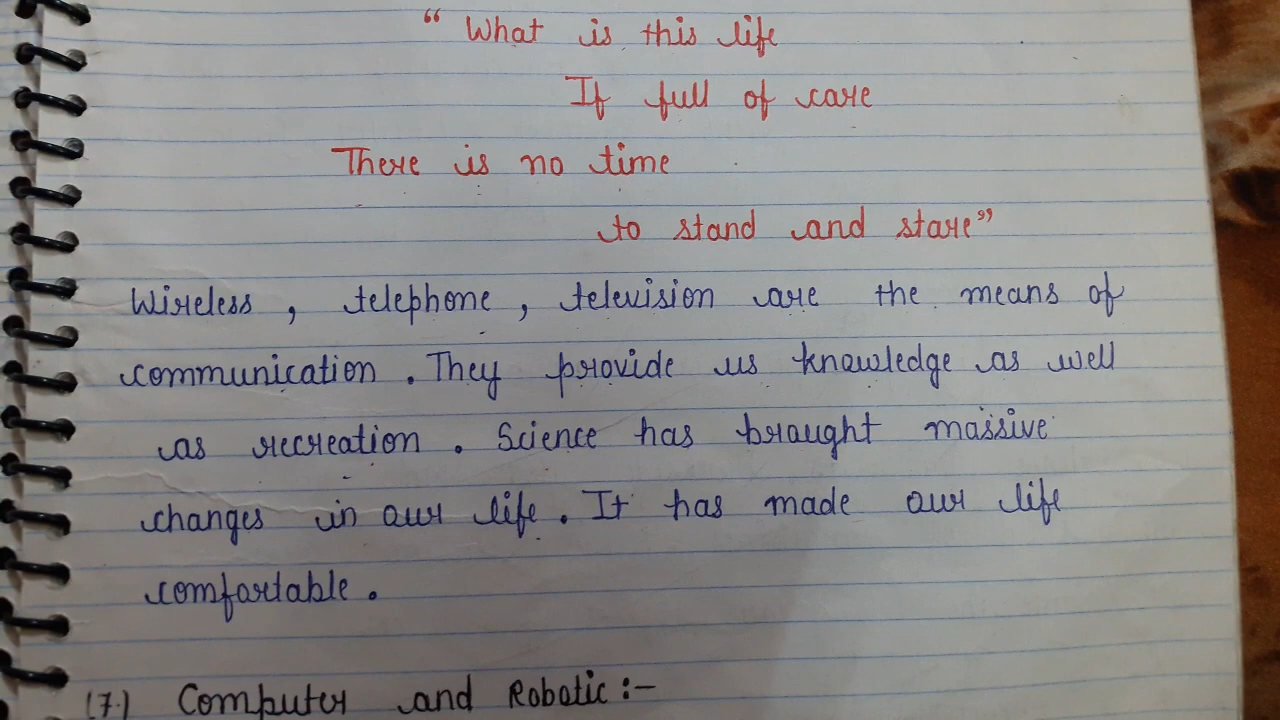 “ What is this life
If full of care
There is no time
to stand and stare”
Wireless , telephone , television are the means of
communication . They provide us knowledge as well
as recreation . Science has brought massive
changes in our life . It has made our life
comfortable .
(7.) Computer and Robotic :-